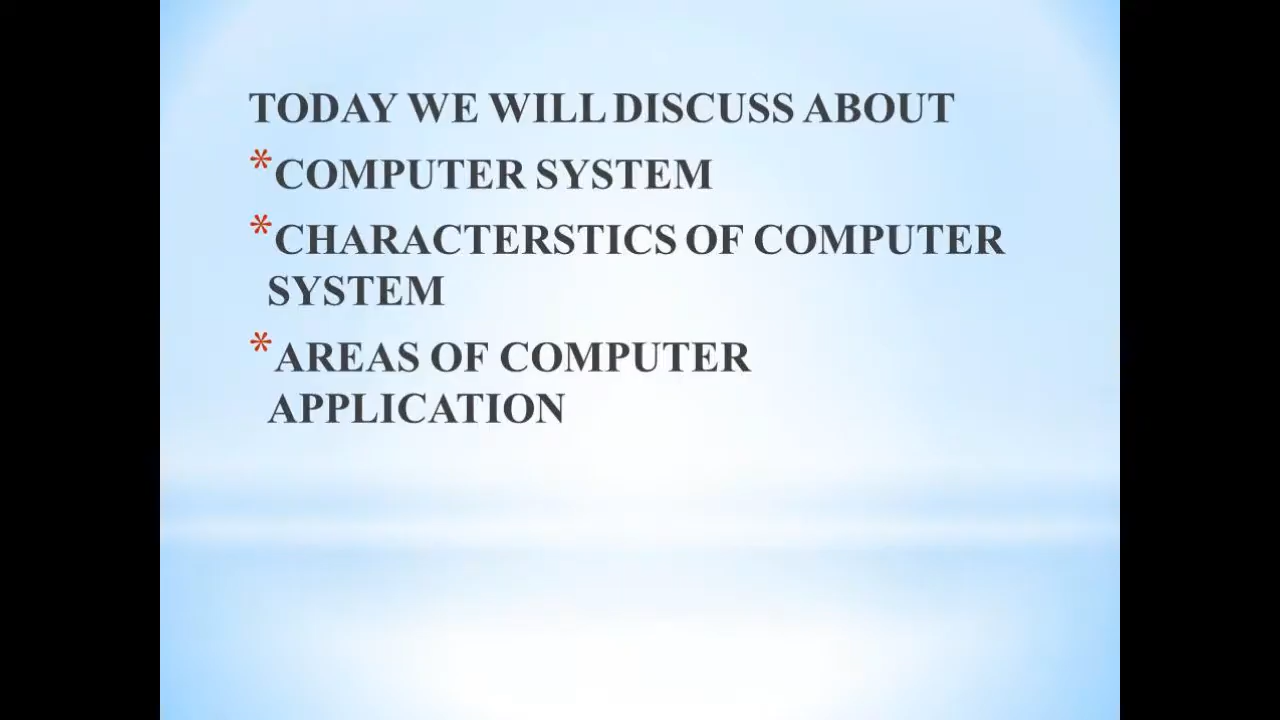 TODAY WE WILL DISCUSS ABOUT
*COMPUTER SYSTEM
*CHARACTERSTICS OF COMPUTER
SYSTEM
*AREAS OF COMPUTER
APPLICATION